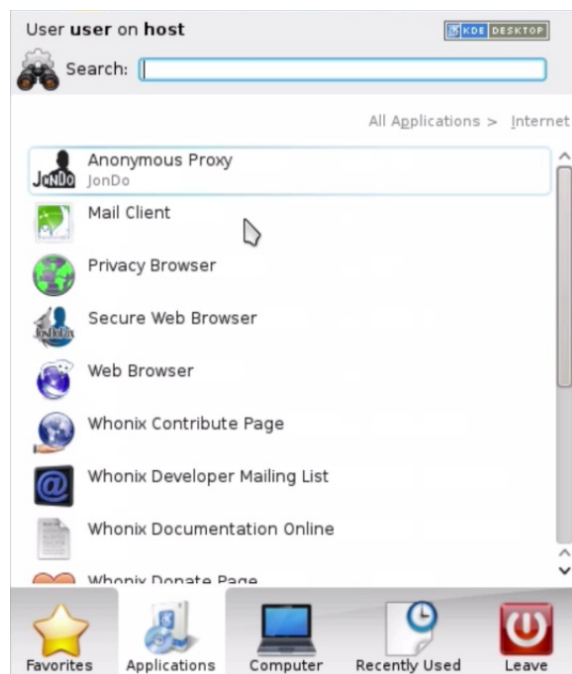 User user on host
KDE DESKTOP
Search:
All Applications > Internet
Anonymous Proxy
JonDo
JonDo
Mail Client
Privacy Browser
Secure Web Browser
Web Browser
Whonix Contribute Page
@
Whonix Developer Mailing List
Whonix Documentation Online
Whonix Donate Page
Favorites
Applications
Computer
Recently Used
Leave